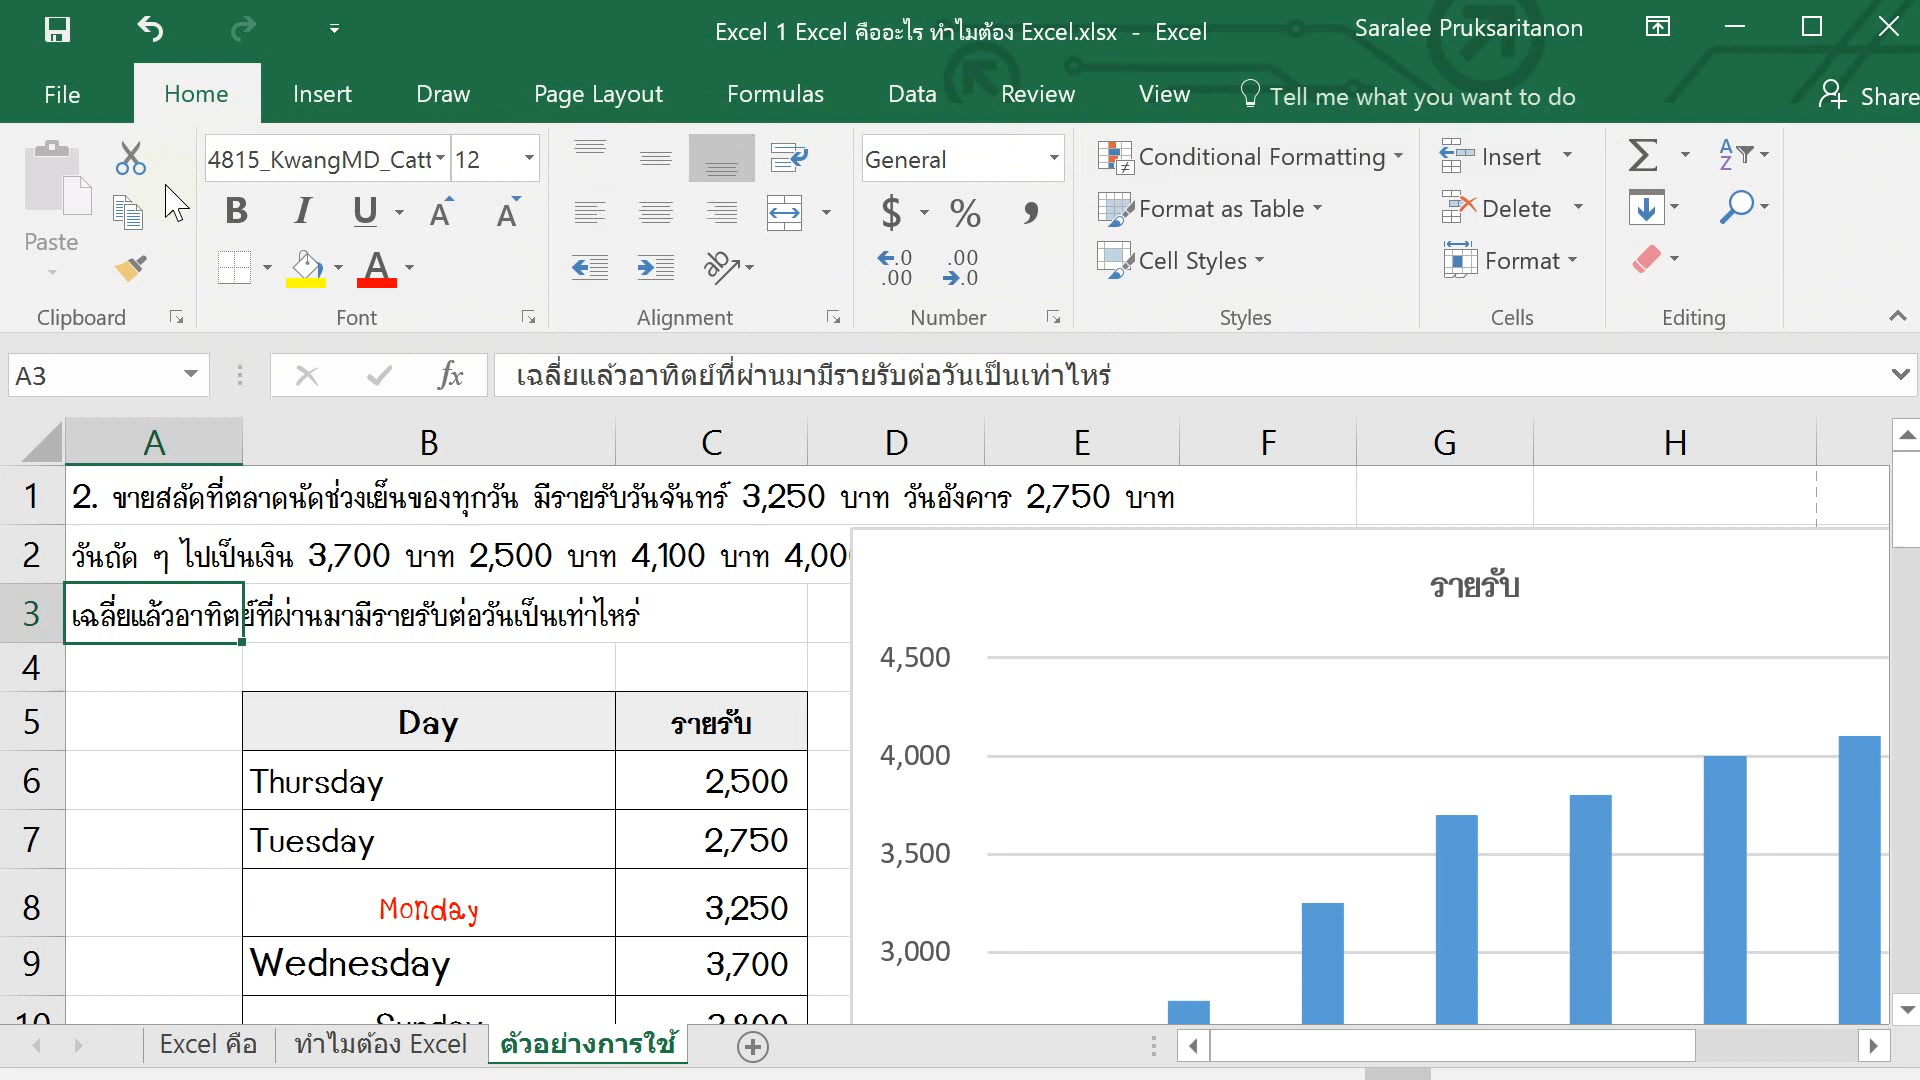 Excel 1 Excel คืออะไร ทำไมต้อง Excel.xlsx - Excel
Saralee Pruksaritanon
File Home Insert Draw Page Layout Formulas Data Review View Tell me what you want to do Share
4815_KwangMD_Catt 12 General
Paste
Conditional Formatting
Format as Table
Cell Styles
Insert
Delete
Format
Clipboard Font Alignment Number Styles Cells Editing
A3 fx เฉลี่ยแล้วอาทิตย์ที่ผ่านมามีรายรับต่อวันเป็นเท่าไหร่
A B C D E F G H
1 2. ขายสลัดที่ตลาดนัดช่วงเย็นของทุกวัน มีรายรับวันจันทร์ 3,250 บาท วันอังคาร 2,750 บาท
2 วันถัด ๆ ไปเป็นเงิน 3,700 บาท 2,500 บาท 4,100 บาท 4,000
3 เฉลี่ยแล้วอาทิตย์ที่ผ่านมามีรายรับต่อวันเป็นเท่าไหร่
4
5 Day รายรับ
6 Thursday 2,500
7 Tuesday 2,750
8 Monday 3,250
9 Wednesday 3,700
10 Sunday 3,800
รายรับ
4,500
4,000
3,500
3,000
Excel คือ ทำไมต้อง Excel ตัวอย่างการใช้